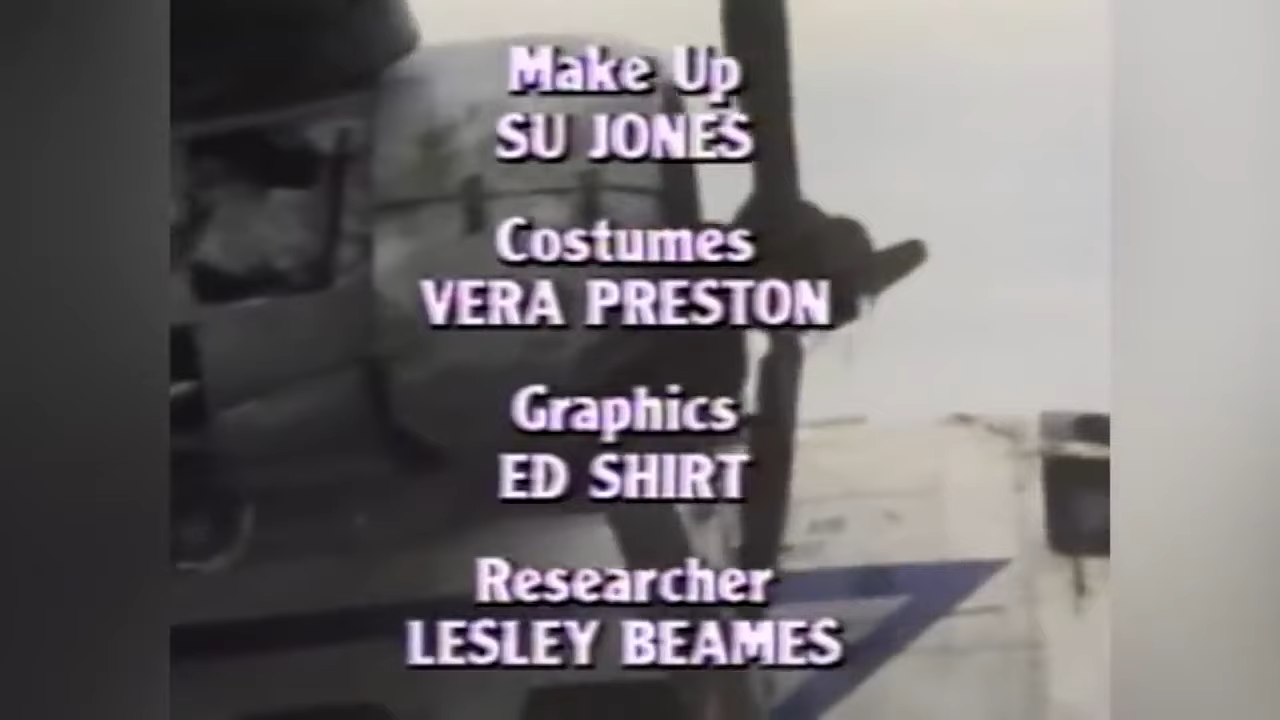 Make Up
SU JONES
Costumes
VERA PRESTON
Graphics
ED SHIRT
Researcher
LESLEY BEAMES